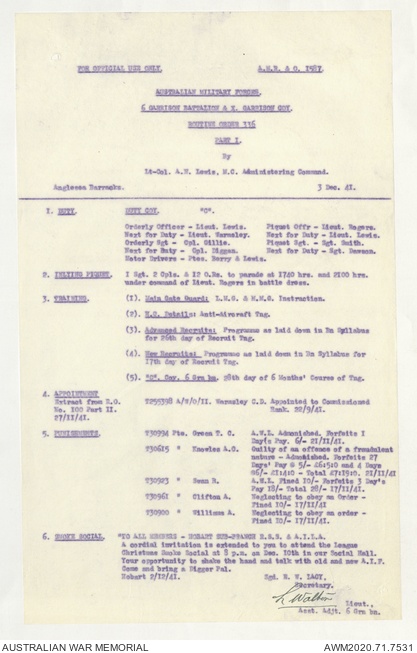 FOR OFFICIAL USE ONLY. A.M.R. & O. 1587.
AUSTRALIAN MILITARY FORCES.
6 GARRISON BATTALION & X. GARRISON COY.
ROUTINE ORDER 116
PART I.
By
Lt-Col. A.N. Lewis, M.C. Administering Command.
Anglesea Barracks. 3 Dec. 41.
1. DUTY. DUTY COY. "C".
Orderly Officer - Lieut. Lewis. Piquet Offr - Lieut. Rogers.
Next for Duty - Lieut. Warmsley. Next for Duty - Lieut. Lewis.
Orderly Sgt - Cpl. Gillie. Piquet Sgt. - Sgt. Smith.
Next for Duty - Cpl. Next for Duty - Sgt. Dawson.
Motor Drivers - Ptes. Barry & Lewis.
2. INLYING PIQUET. 1 Sgt. 2 Cpls. & 12 O.Rs. to parade at 1740 hrs. and 2100 hrs.
under command of Lieut. Rogers in battle dress.
3. TRAINING. (1). Main Gate Guard: L.M.G. & M.M.G. Instruction.
(2). H.Q. Details: Anti-Aircraft Tng.
(3). Advanced Recruits: Programme as laid down in Bn Syllabus
for 26th day of Recruit Tng.
(4). New Recruits: Programme as laid down in Bn Syllabus for
17th day of Recruit Tng.
(5). "C". Coy. 6 Grn bn. 98th day of 6 Months' Course of Tng.
4. APPOINTMENT
Extract from R.O. T255398 A/W.O/II. Warmsley C.D. Appointed to Commissioned
No. 100 Part II. Rank. 22/9/41.
27/11/41.
5. PUNISHMENTS. T30994 Pte. Green T. C. A.W.L. Admonished. Forfeits 1
Day's Pay. 6/- 21/11/41.
T30615 " Knowles A.C. Guilty of an offence of a fraudulent
nature - Admonished. Forfeits 27
Days' Pay @ 5/- £6:15:0 and 4 Days
@6/- £1:4:0 - Total £7:19:0. 21/11/41
T30923 " Swan R. A.W.L. Fined 10/- Forfeits 3 Day's
Pay 18/- Total 28/- 17/11/41.
T30961 " Clifton A. Neglecting to obey an Order -
Fined 10/- 17/11/41
T30900 " Williams A. Neglecting to obey an order -
Fined 10/- 17/11/41.
6. SMOKE SOCIAL. "TO ALL MEMBERS - HOBART SUB-BRANCH R.S.S. & A.I.L.A.
A cordial invitation is extended to you to attend the League
Christmas Smoke Social at 8 p.m. on Dec. 10th in our Social Hall.
Your opportunity to shake the hand and talk with old and new A.I.F.
Come and bring a Digger Pal.
Hobart 2/12/41. Sgd. W. W. LACY,
Secretary.
L Walton Lieut.,
Asst. Adjt. 6 Grn bn.
AUSTRALIAN WAR MEMORIAL AWM2020.71.7531